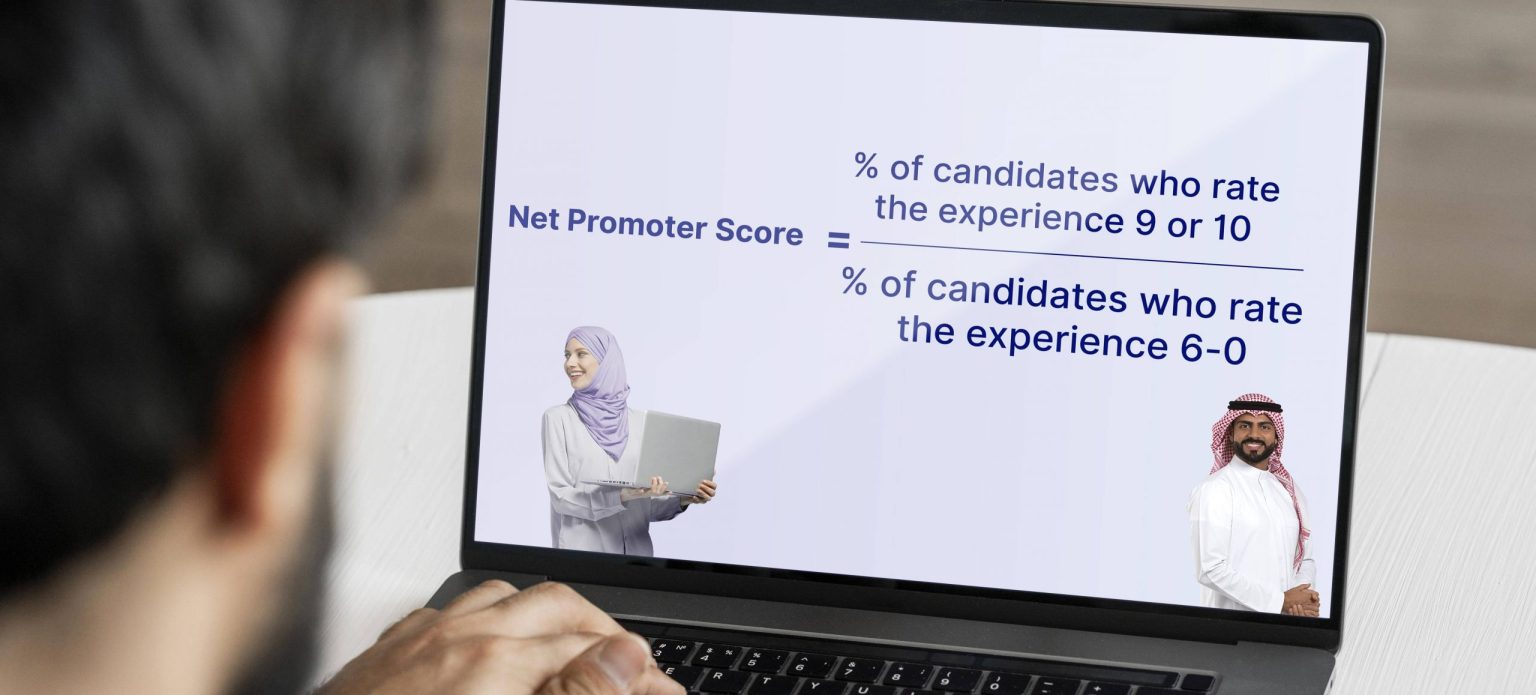 Net Promoter Score =
% of candidates who rate
the experience 9 or 10
% of candidates who rate
the experience 6-0